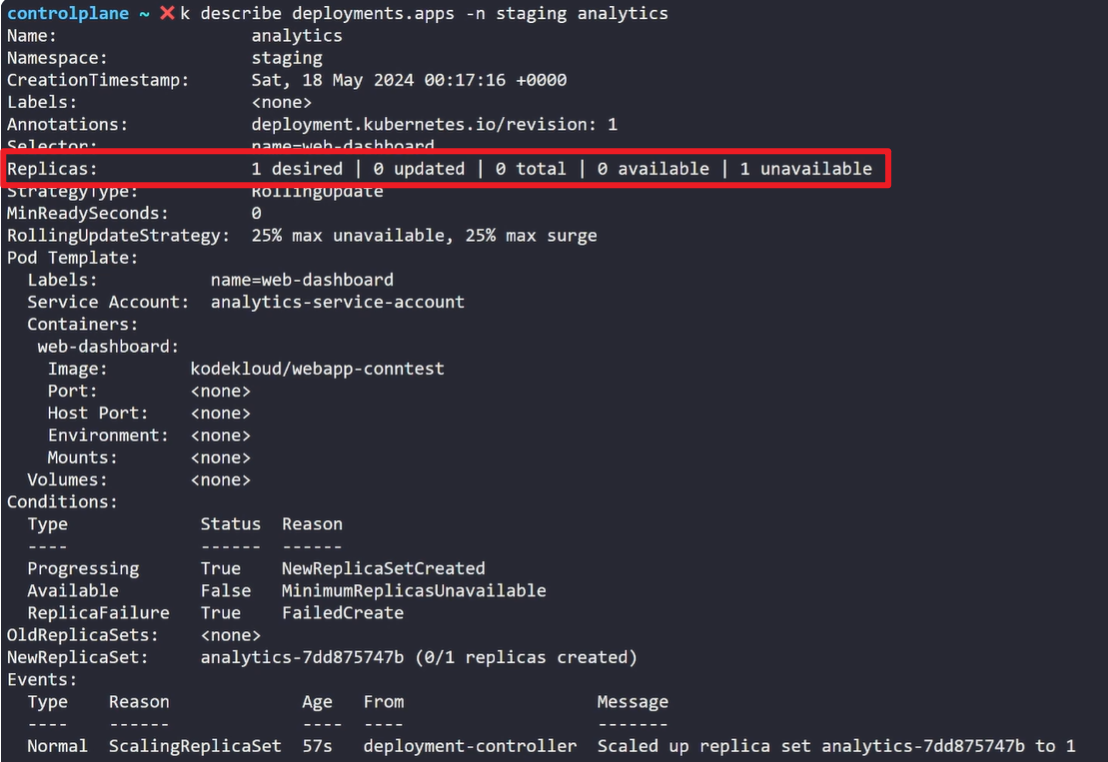 controlplane ~ ✖ k describe deployments.apps -n staging analytics
Name:                   analytics
Namespace:              staging
CreationTimestamp:      Sat, 18 May 2024 00:17:16 +0000
Labels:                 <none>
Annotations:            deployment.kubernetes.io/revision: 1
Selector:               name=web-dashboard
Replicas:               1 desired | 0 updated | 0 total | 0 available | 1 unavailable
StrategyType:           RollingUpdate
MinReadySeconds:        0
RollingUpdateStrategy:  25% max unavailable, 25% max surge
Pod Template:
  Labels:           name=web-dashboard
  Service Account:  analytics-service-account
  Containers:
   web-dashboard:
    Image:        kodekloud/webapp-conntest
    Port:         <none>
    Host Port:    <none>
    Environment:  <none>
    Mounts:       <none>
  Volumes:        <none>
Conditions:
  Type             Status  Reason
  ----             ------  ------
  Progressing      True    NewReplicaSetCreated
  Available        False   MinimumReplicasUnavailable
  ReplicaFailure   True    FailedCreate
OldReplicaSets:    <none>
NewReplicaSet:     analytics-7dd875747b (0/1 replicas created)
Events:
  Type    Reason             Age   From                   Message
  ----    ------             ----  ----                   -------
  Normal  ScalingReplicaSet  57s   deployment-controller  Scaled up replica set analytics-7dd875747b to 1